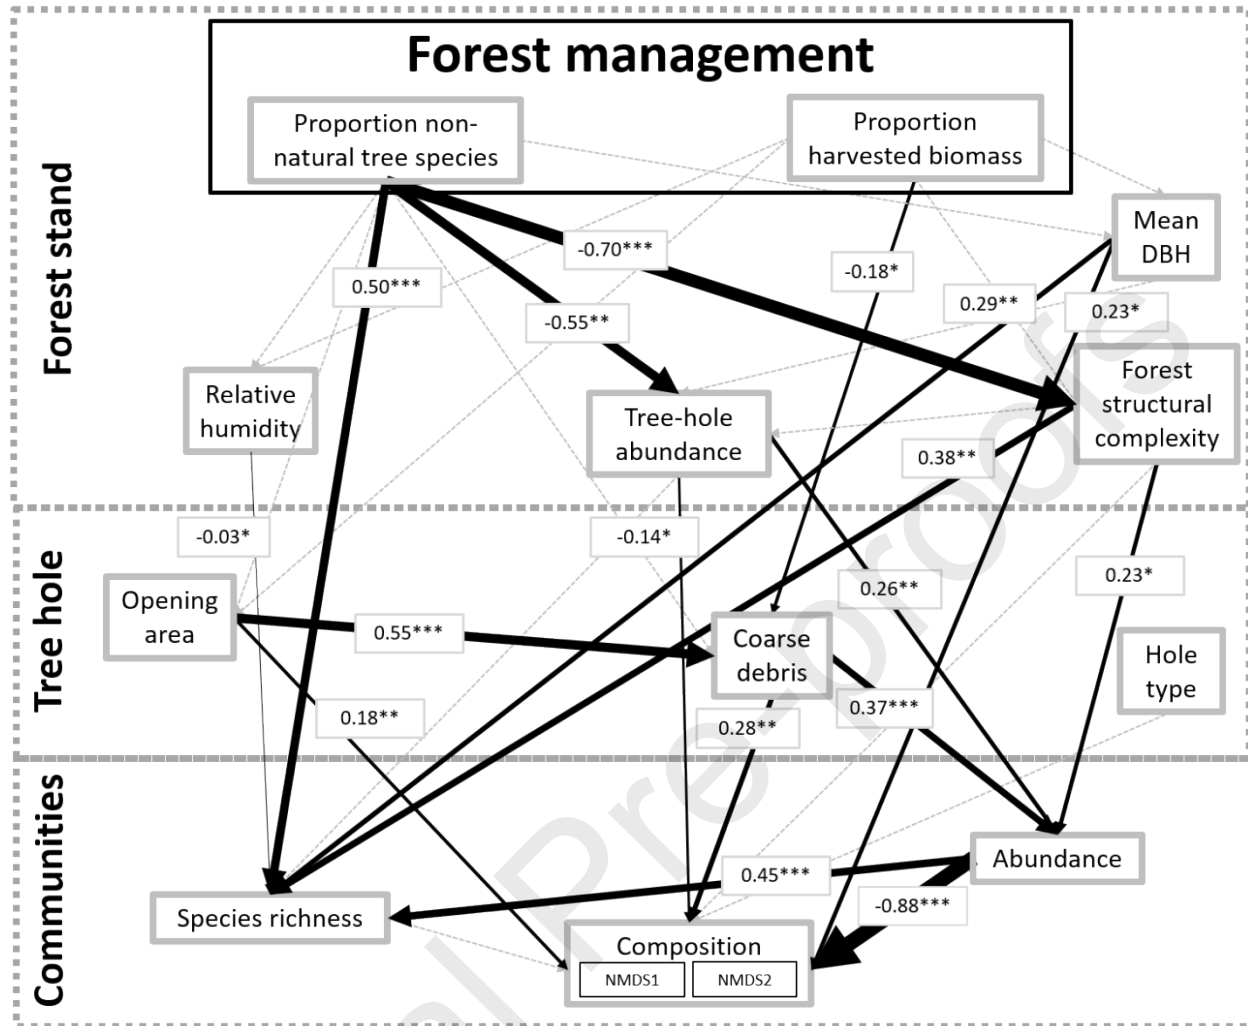 Forest management
Proportion non-
natural tree species
Proportion
harvested biomass
Forest stand
Mean
DBH
-0.70***
-0.18*
0.50***
0.29**
0.23*
-0.55**
Relative
humidity
Tree-hole
abundance
Forest
structural
complexity
0.38**
-0.03*
-0.14*
0.26**
0.23*
Tree hole
Opening
area
0.55***
Coarse
debris
Hole
type
0.18**
0.28**
0.37***
Communities
Abundance
0.45***
-0.88***
Species richness
Composition
NMDS1
NMDS2
al Pre-proofs